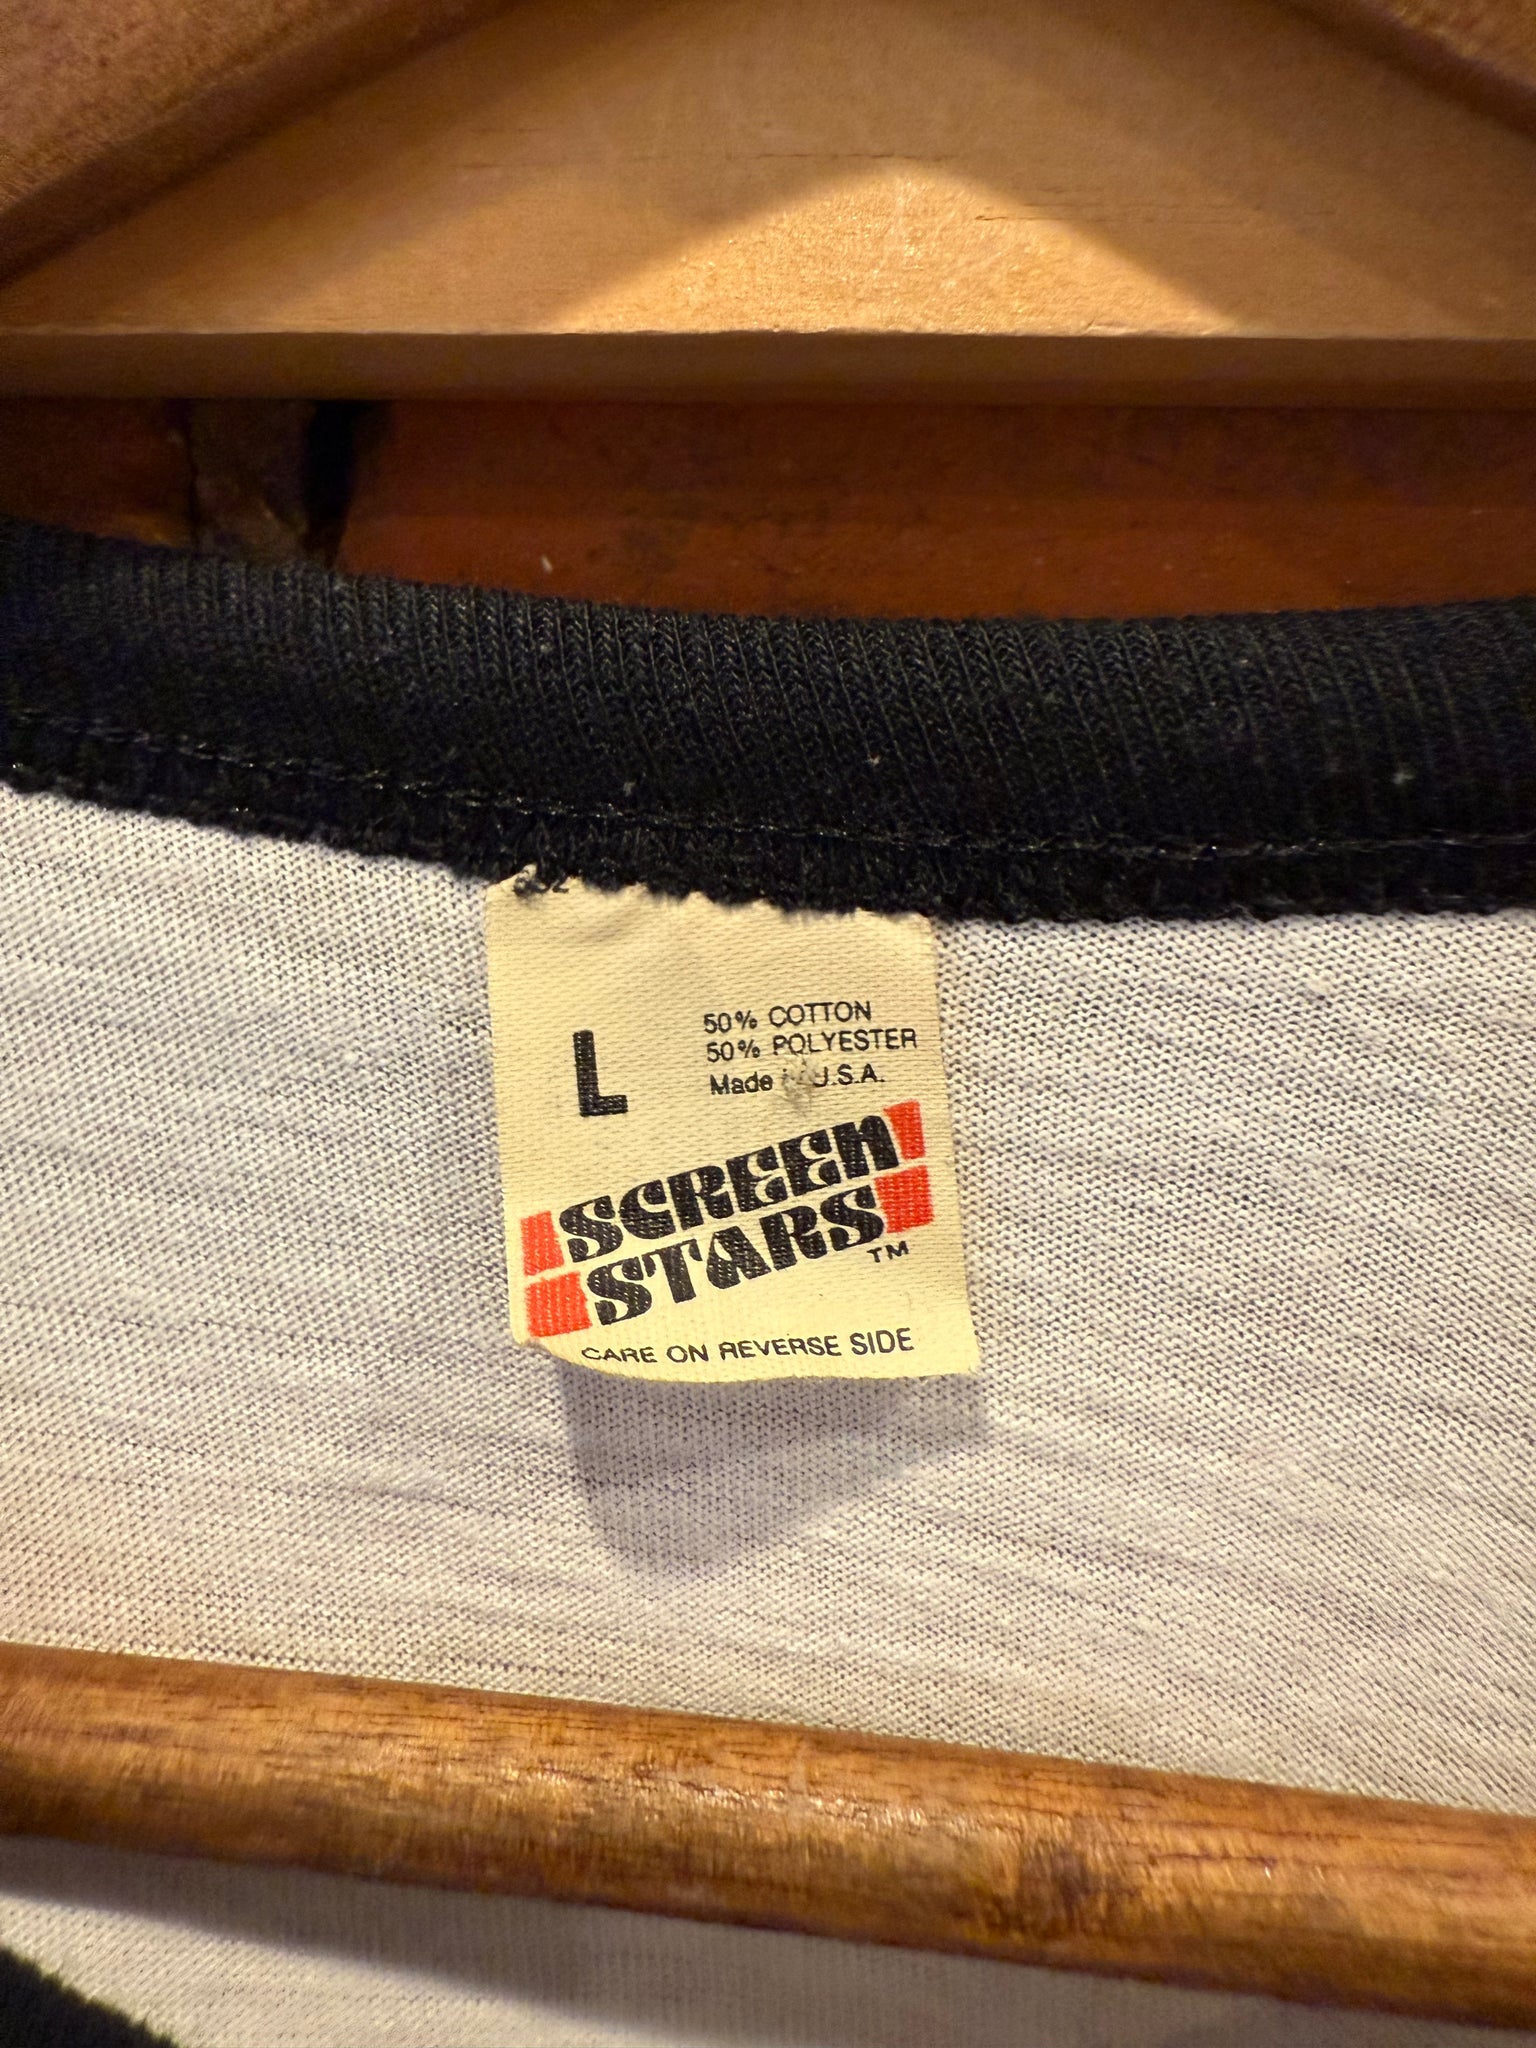 L
50% COTTON
50% POLYESTER
Made U.S.A.
SCREEN
STARS
TM
CARE ON REVERSE SIDE